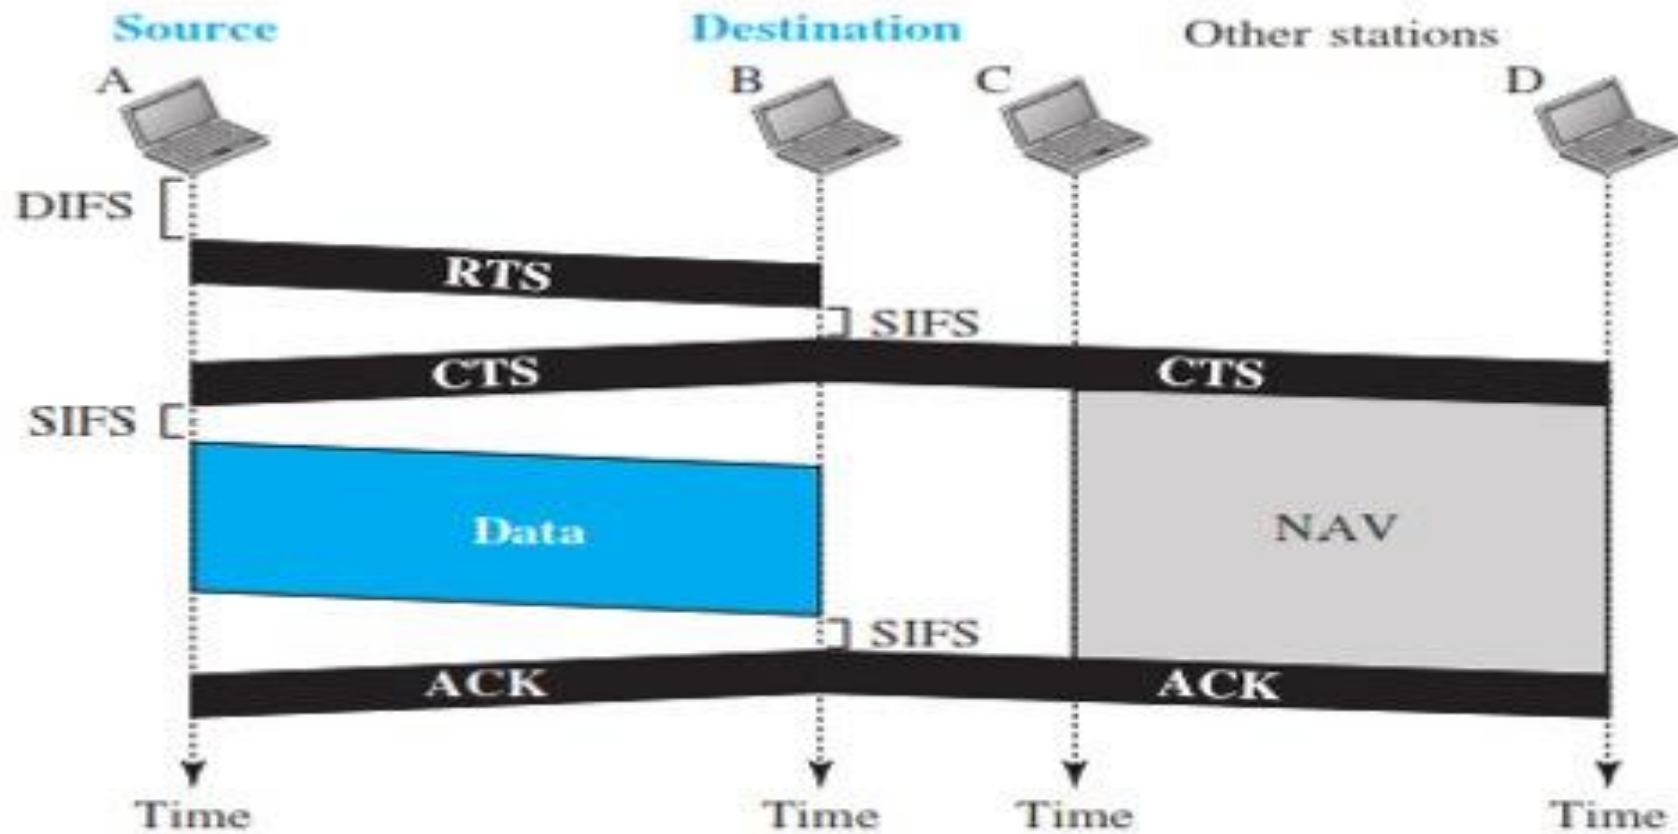 Source Destination Other stations
A B C D
DIFS
RTS
SIFS
CTS CTS
SIFS
Data NAV
SIFS
ACK ACK
Time Time Time Time